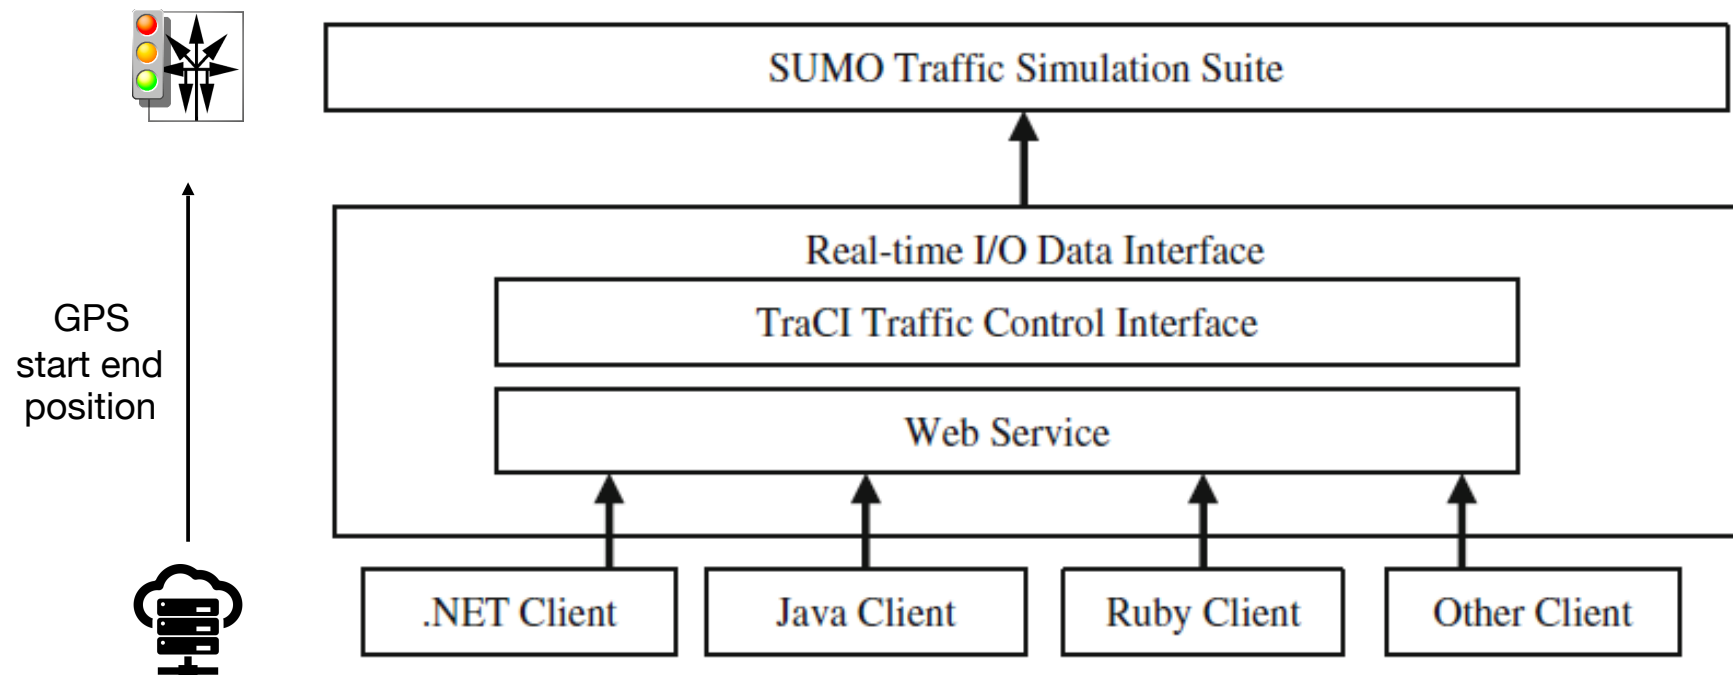 SUMO Traffic Simulation Suite
Real-time I/O Data Interface
TraCI Traffic Control Interface
Web Service
GPS
start end
position
.NET Client
Java Client
Ruby Client
Other Client